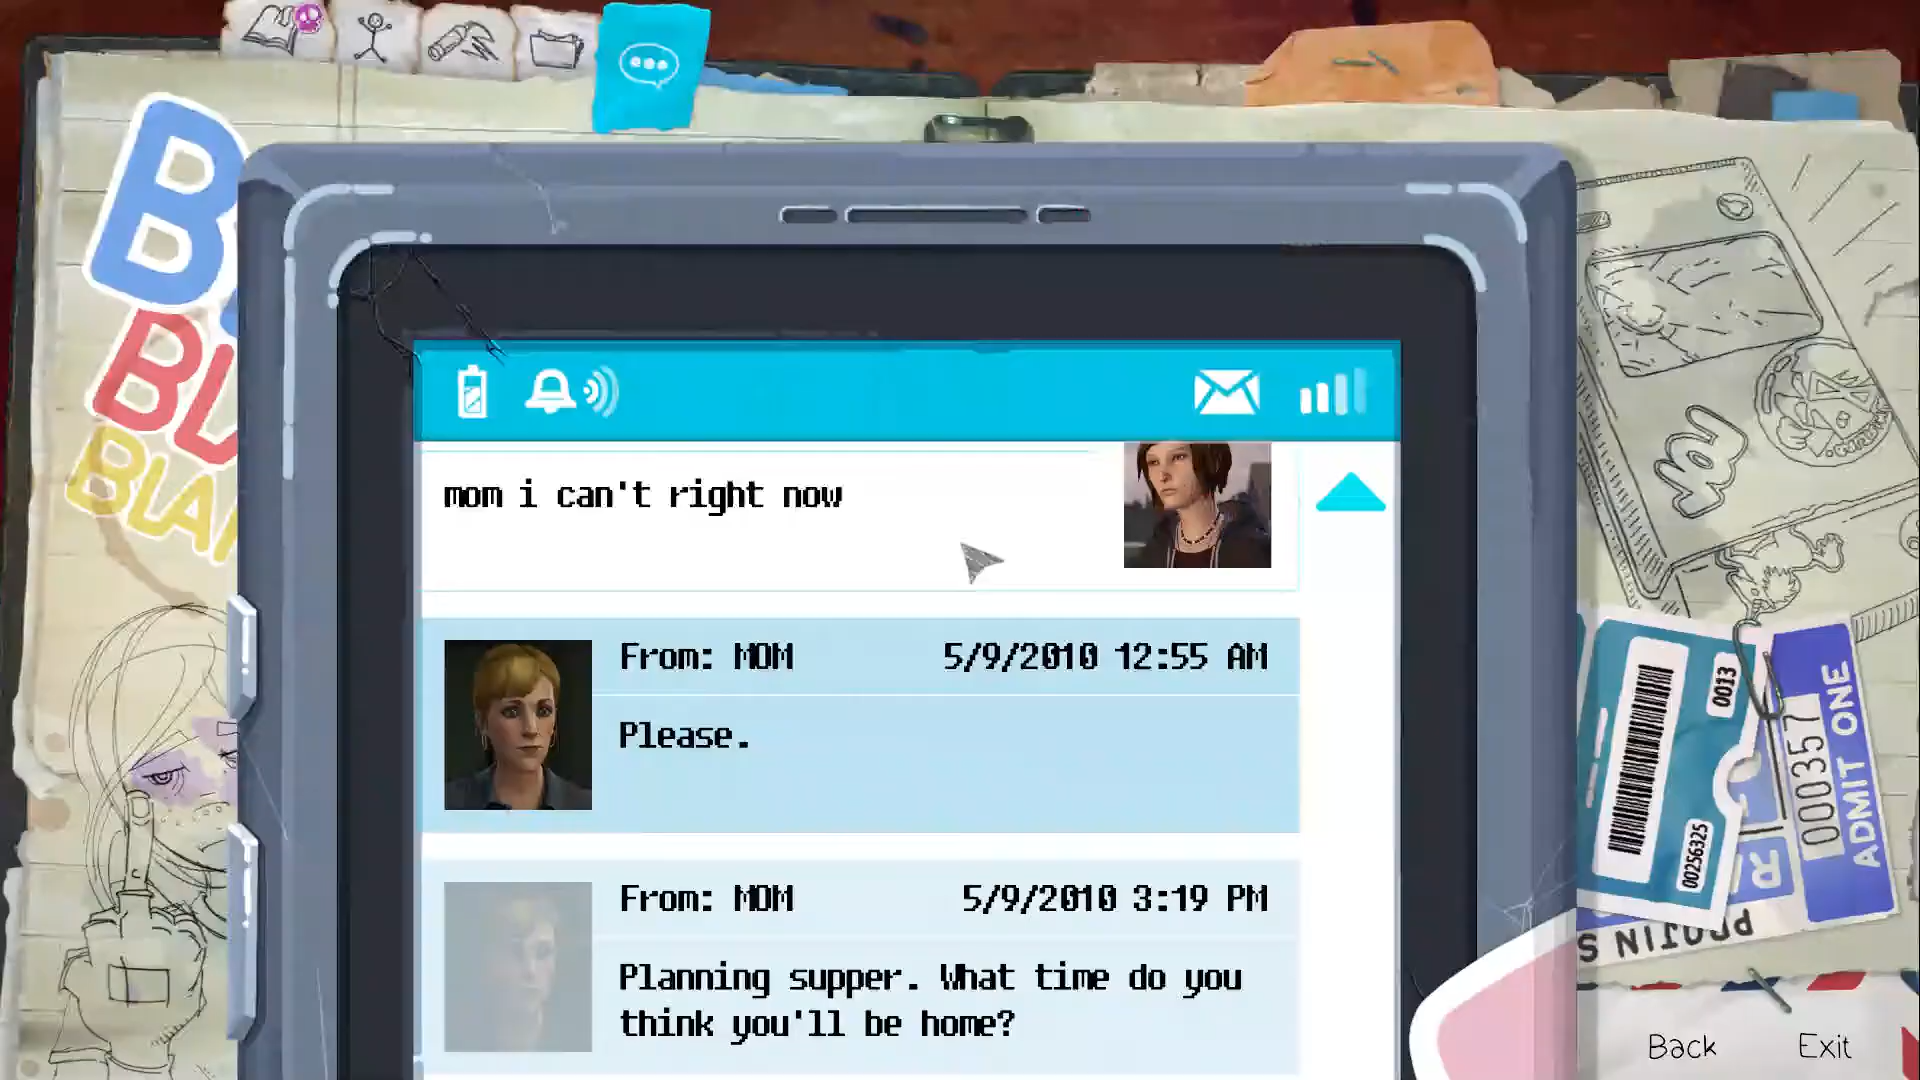 mom i can't right now
From: MOM 5/9/2010 12:55 AM
Please.
From: MOM 5/9/2010 3:19 PM
Planning supper. What time do you
think you'll be home?
0013
00256325
000357
ADMIT ONE
Back
Exit